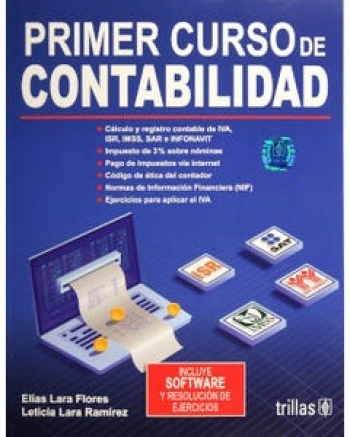 PRIMER CURSO DE
CONTABILIDAD
• Cálculo y registro contable de IVA,
ISR, IMSS, SAR e INFONAVIT
• Impuesto de 3% sobre nóminas
• Pago de impuestos vía internet
• Código de ética del contador
• Normas de Información Financiera (NIF)
• Ejercicios para aplicar el IVA
SAT
ISR
IMSS
INCLUYE
SOFTWARE
Y RESOLUCIÓN DE
EJERCICIOS
Elías Lara Flores
Leticia Lara Ramírez
trillas